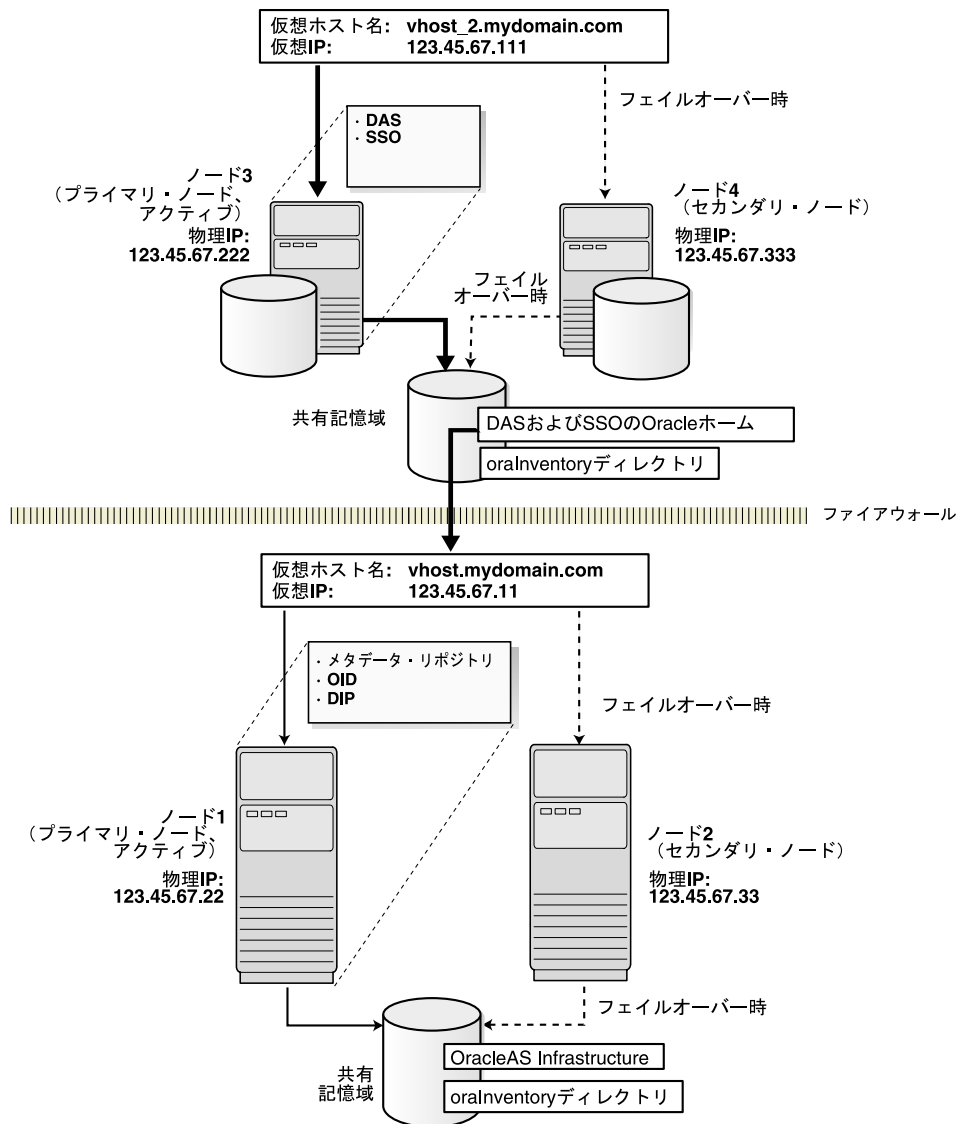 仮想ホスト名: vhost_2.mydomain.com
仮想IP: 123.45.67.111
フェイルオーバー時
・DAS
・SSO
ノード3
（プライマリ・ノード、
アクティブ）
物理IP:
123.45.67.222
ノード4
（セカンダリ・ノード）
物理IP:
123.45.67.333
フェイル
オーバー時
共有記憶域
DASおよびSSOのOracleホーム
oraInventoryディレクトリ
ファイアウォール
仮想ホスト名: vhost.mydomain.com
仮想IP: 123.45.67.11
・メタデータ・リポジトリ
・OID
・DIP
フェイルオーバー時
ノード1
（プライマリ・ノード、
アクティブ）
物理IP:
123.45.67.22
ノード2
（セカンダリ・ノード）
物理IP:
123.45.67.33
フェイルオーバー時
共有
記憶域
OracleAS Infrastructure
oraInventoryディレクトリ